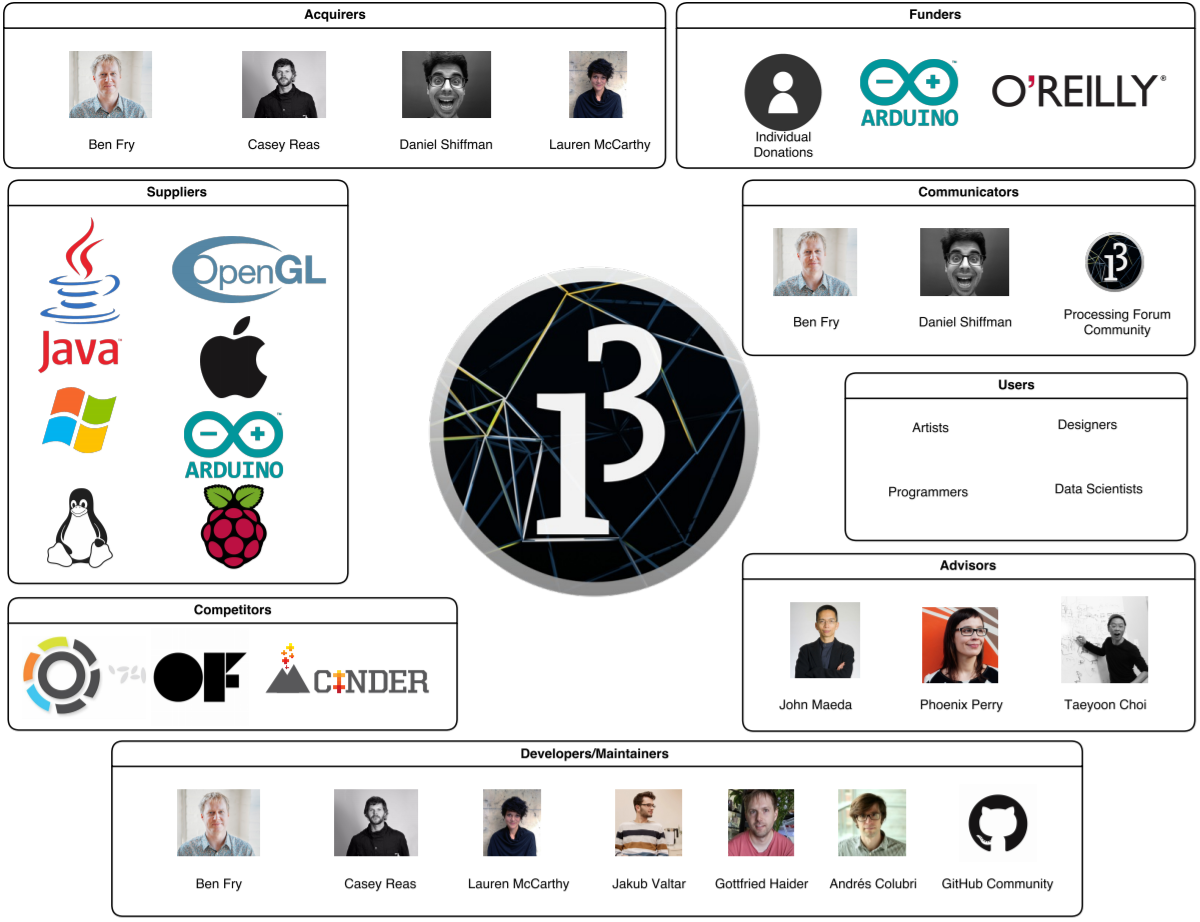 Acquirers
Ben Fry
Casey Reas
Daniel Shiffman
Lauren McCarthy
Funders
Individual
Donations
ARDUINO
™
O'REILLY®
Suppliers
Java™
OpenGL
ARDUINO
™
Communicators
Ben Fry
Daniel Shiffman
Processing Forum
Community
Users
Artists
Designers
Programmers
Data Scientists
Advisors
John Maeda
Phoenix Perry
Taeyoon Choi
Competitors
OF
CINDER
Developers/Maintainers
Ben Fry
Casey Reas
Lauren McCarthy
Jakub Valtar
Gottfried Haider
Andrés Colubri
GitHub Community